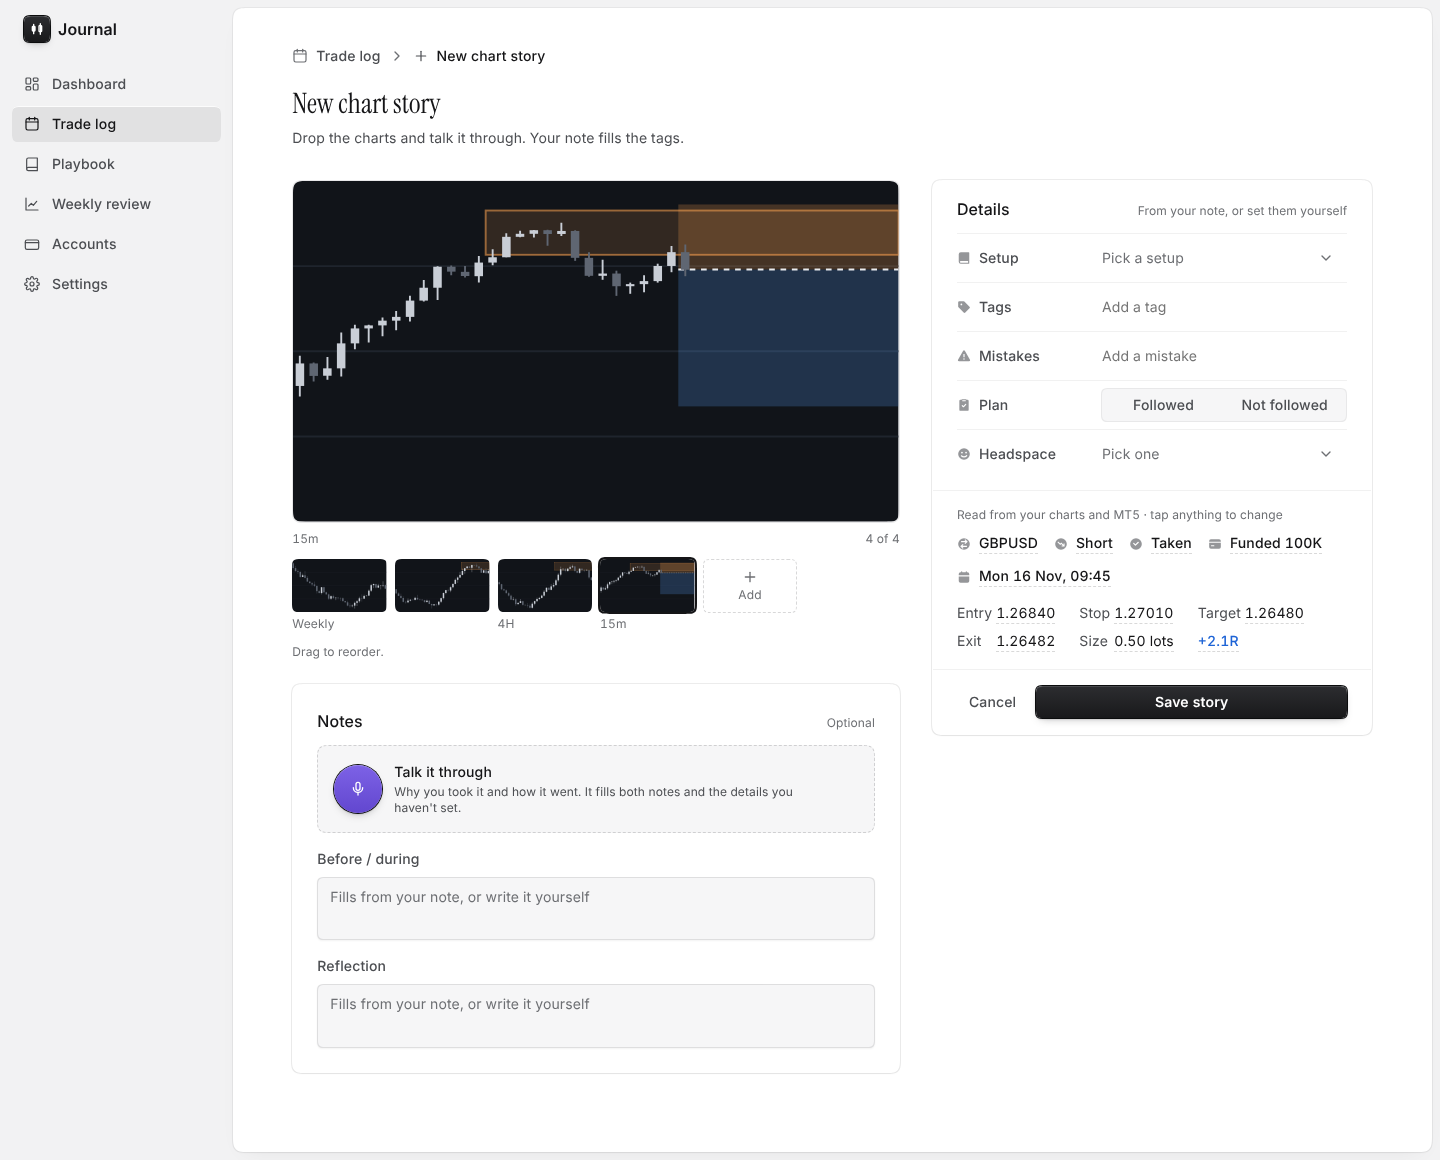 Journal
Dashboard
Trade log
Playbook
Weekly review
Accounts
Settings
Trade log
New chart story
New chart story
Drop the charts and talk it through. Your note fills the tags.
15m
4 of 4
Add
Weekly
4H
15m
Drag to reorder.
Notes
Optional
Talk it through
Why you took it and how it went. It fills both notes and the details you
haven't set.
Before / during
Fills from your note, or write it yourself
Reflection
Fills from your note, or write it yourself
Details
From your note, or set them yourself
Setup
Pick a setup
Tags
Add a tag
Mistakes
Add a mistake
Plan
Followed
Not followed
Headspace
Pick one
Read from your charts and MT5 · tap anything to change
GBPUSD Short Taken Funded 100K
Mon 16 Nov, 09:45
Entry 1.26840 Stop 1.27010 Target 1.26480
Exit 1.26482 Size 0.50 lots +2.1R
Cancel
Save story